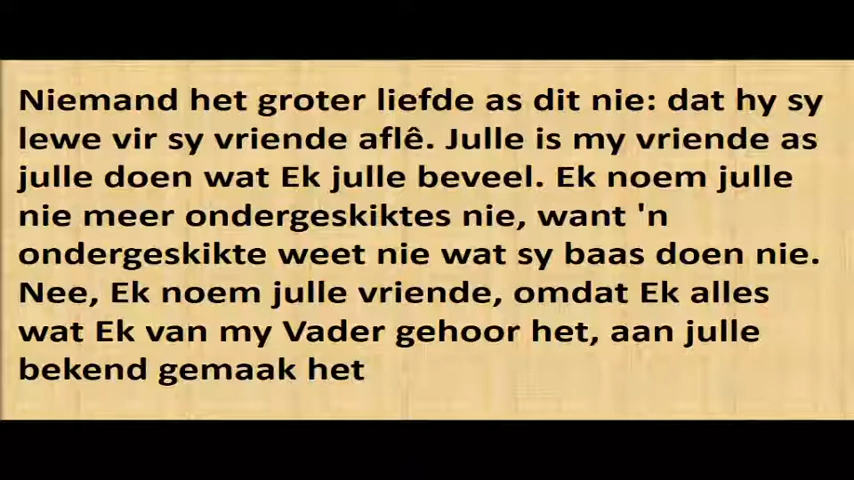 Niemand het groter liefde as dit nie: dat hy sy
lewe vir sy vriende aflê. Julle is my vriende as
julle doen wat Ek julle beveel. Ek noem julle
nie meer ondergeskiktes nie, want 'n
ondergeskikte weet nie wat sy baas doen nie.
Nee, Ek noem julle vriende, omdat Ek alles
wat Ek van my Vader gehoor het, aan julle
bekend gemaak het